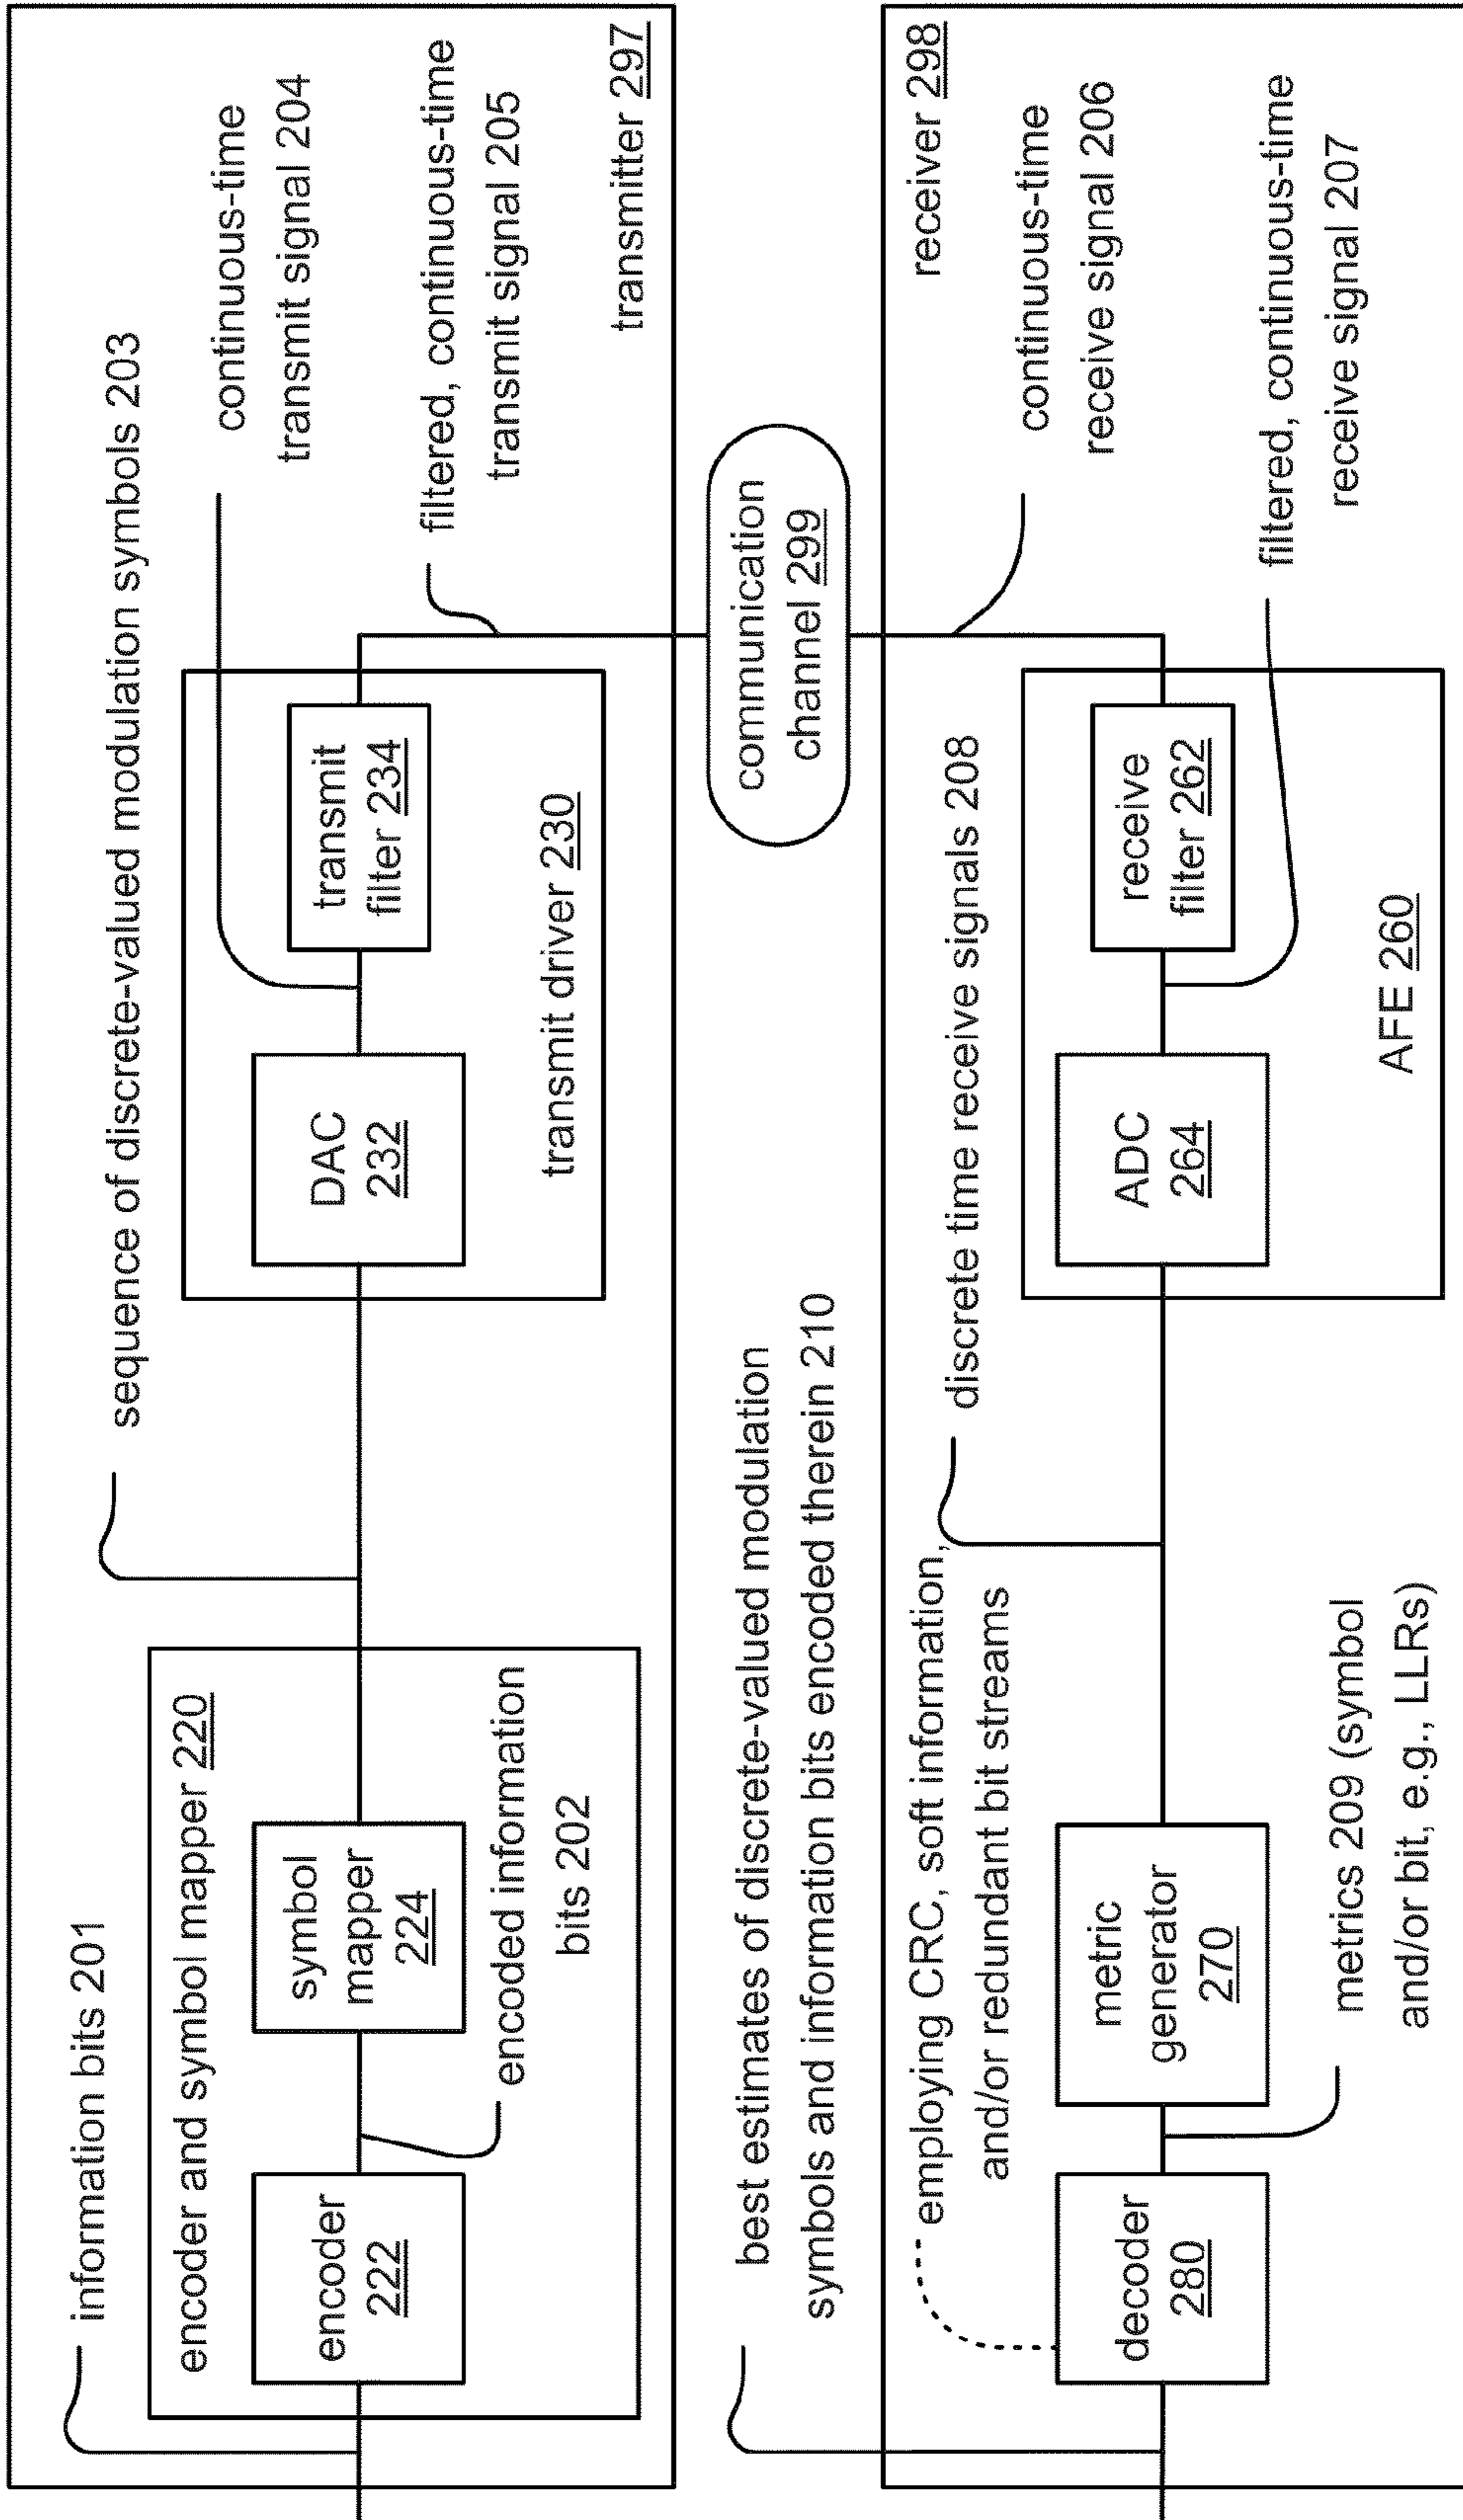 information bits 201
sequence of discrete-valued modulation symbols 203
encoder and symbol mapper 220
encoder
222
symbol
mapper
224
encoded information
bits 202
DAC
232
transmit
filter 234
transmit driver 230
continuous-time
transmit signal 204
filtered, continuous-time
transmit signal 205
transmitter 297
communication
channel 299
best estimates of discrete-valued modulation
symbols and information bits encoded therein 210
employing CRC, soft information,
and/or redundant bit streams
discrete time receive signals 208
receiver 298
continuous-time
receive signal 206
decoder
280
metric
generator
270
ADC
264
receive
filter 262
filtered, continuous-time
receive signal 207
metrics 209 (symbol
and/or bit, e.g., LLRs)
AFE 260